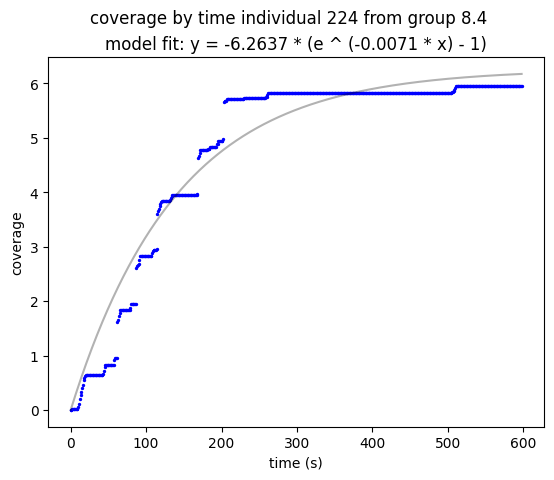 coverage by time individual 224 from group 8.4
model fit: y = -6.2637 * (e ^ (-0.0071 * x) - 1)
6
5
4
3
2
1
0
coverage
0 100 200 300 400 500 600
time (s)